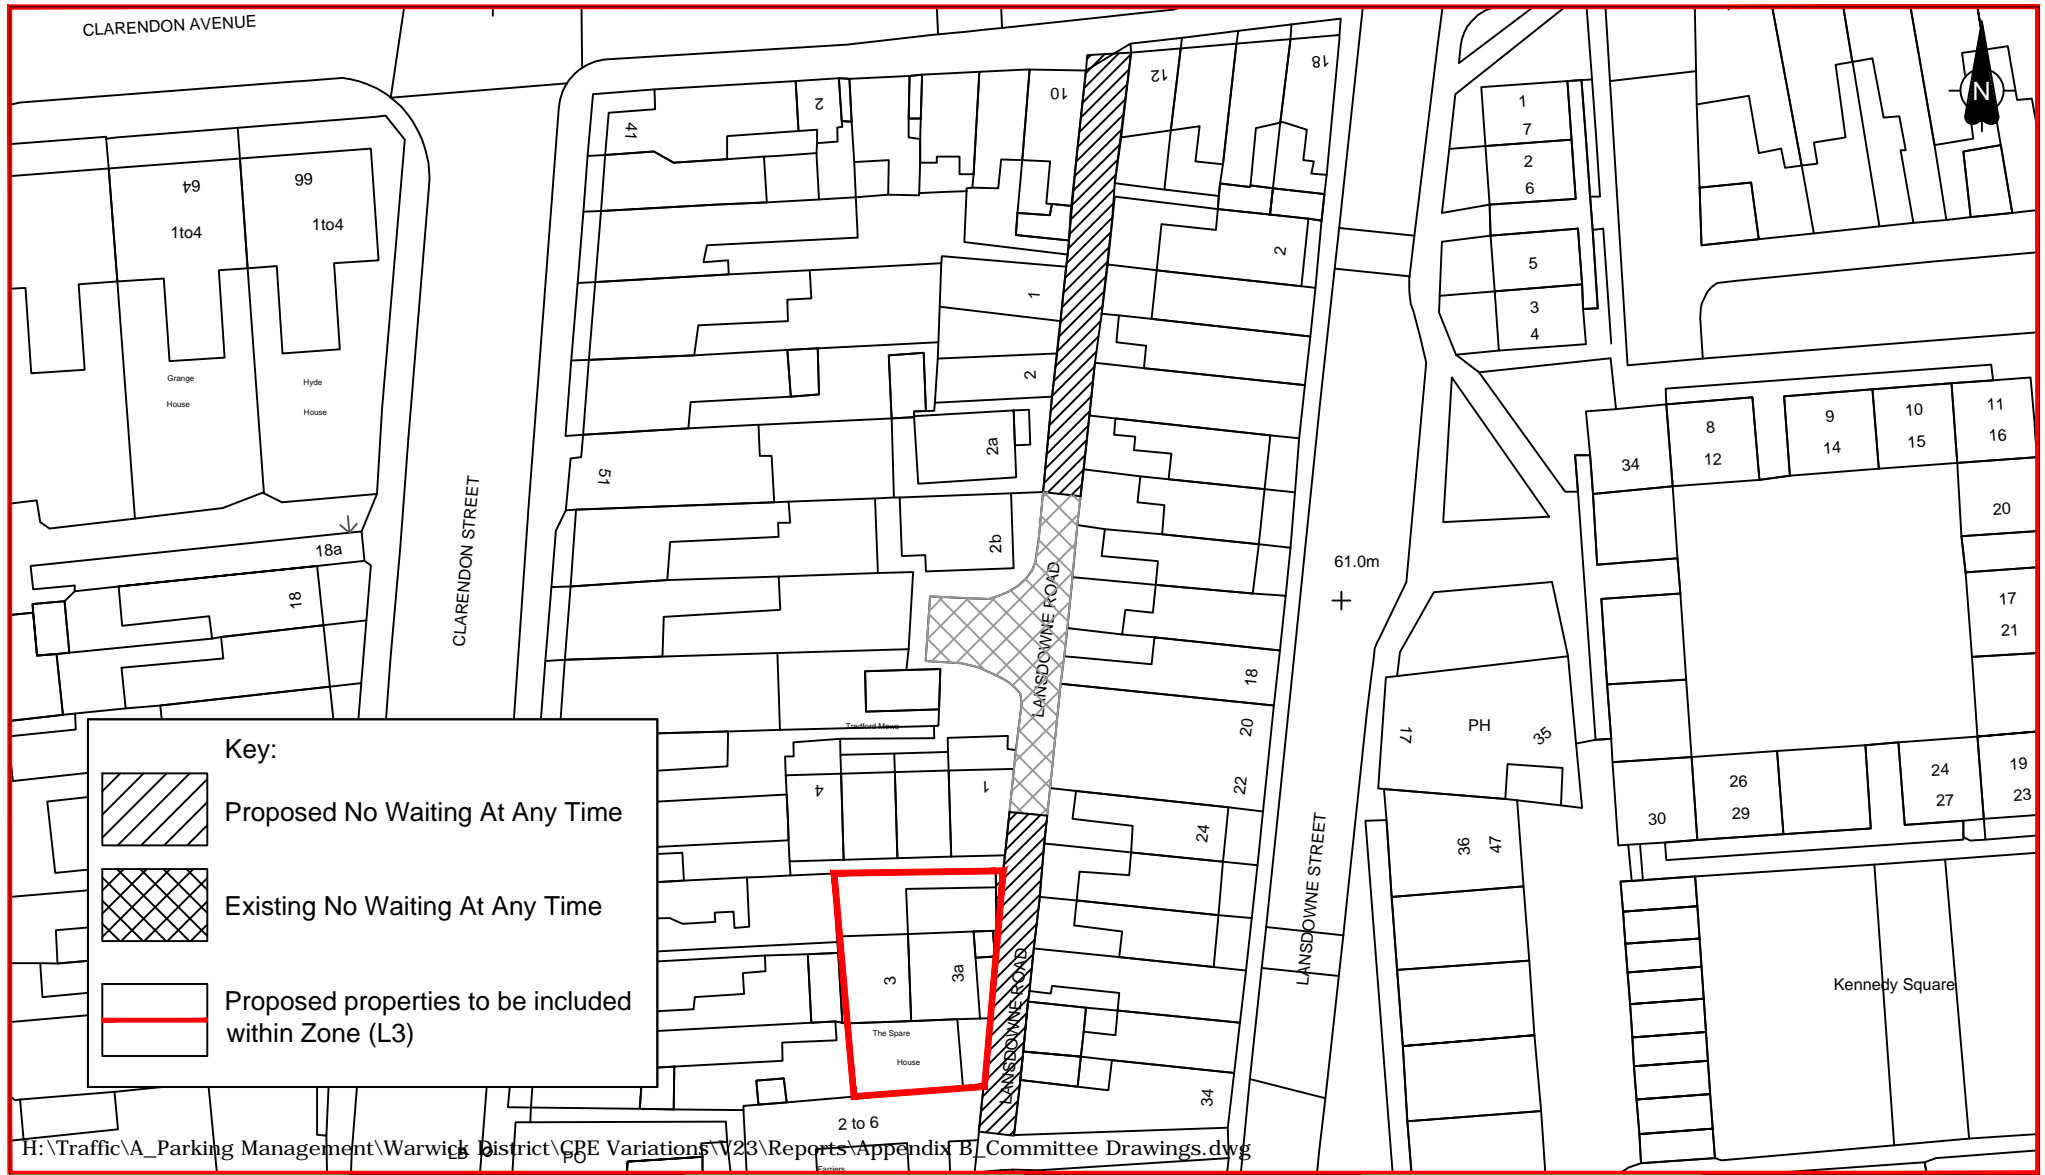 CLARENDON AVENUE
18
12
10
2
41
N
1
7
2
6
64
66
1to4
1to4
2
5
1
3
4
Grange
House
Hyde
House
2
11
10
9
8
16
15
14
12
34
2a
51
20
CLARENDON STREET
2b
18a
61.0m
18
LANSDOWNE ROAD
17
21
18
20
17
PH
35
Tredford Mews
22
4
1
24
19
26
24
23
27
29
30
36
47
LANSDOWNE STREET
Key:
Proposed No Waiting At Any Time
Existing No Waiting At Any Time
Proposed properties to be included
within Zone (L3)
3
3a
Kennedy Square
The Spare
House
LANSDOWNE ROAD
34
2 to 6
H:\Traffic\A_Parking Management\Warwick District\CPE Variations\V23\Reports\Appendix B_Committee Drawings.dwg
LB
PO
Farriers